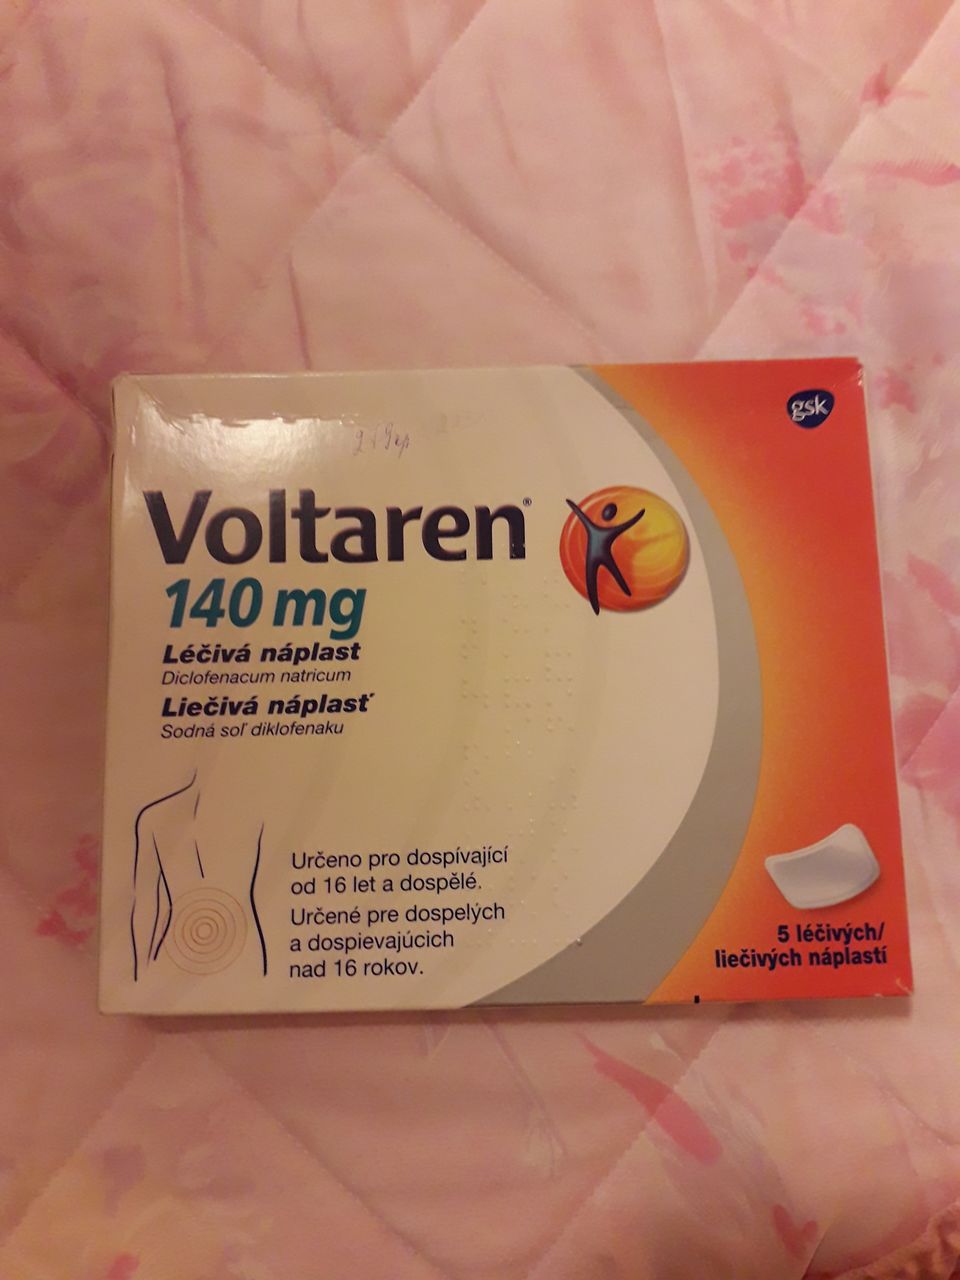 gsk
Voltaren®
140 mg
Léčivá náplast
Diclofenacum natricum
Liečivá náplasť
Sodná soľ diklofenaku
Určeno pro dospívající
od 16 let a dospělé.
Určené pre dospelých
a dospievajúcich
nad 16 rokov.
5 léčivých/
liečivých náplastí